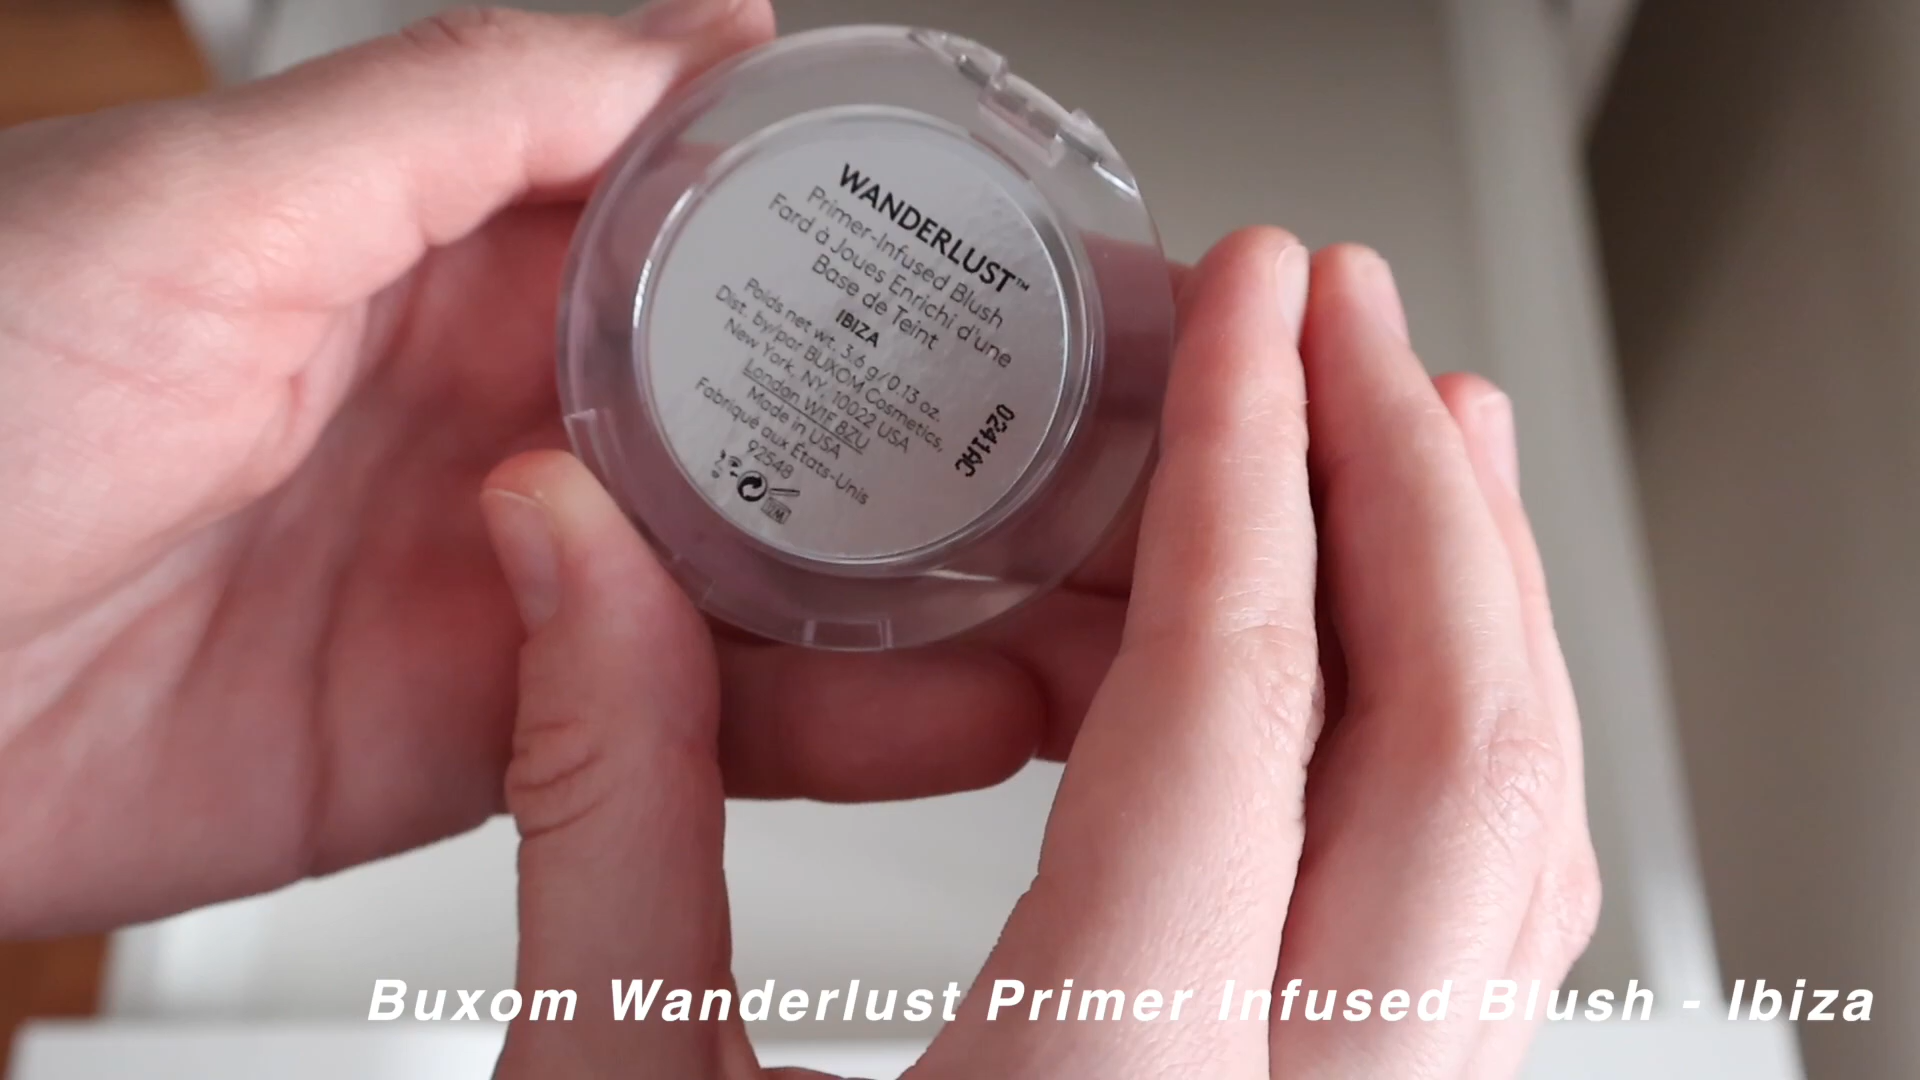 WANDERLUST™
Primer-Infused Blush
Fard à Joues Enrichi d'une
Base de Teint
IBIZA
Poids net wt. 3.6 g/0.13 oz.
Dist. by/par BUXOM Cosmetics,
New York, NY, 10022 USA
London W1F 8ZU
Made in USA
Fabriqué aux États-Unis
92548
0241AC
Buxom Wanderlust Primer Infused Blush - Ibiza